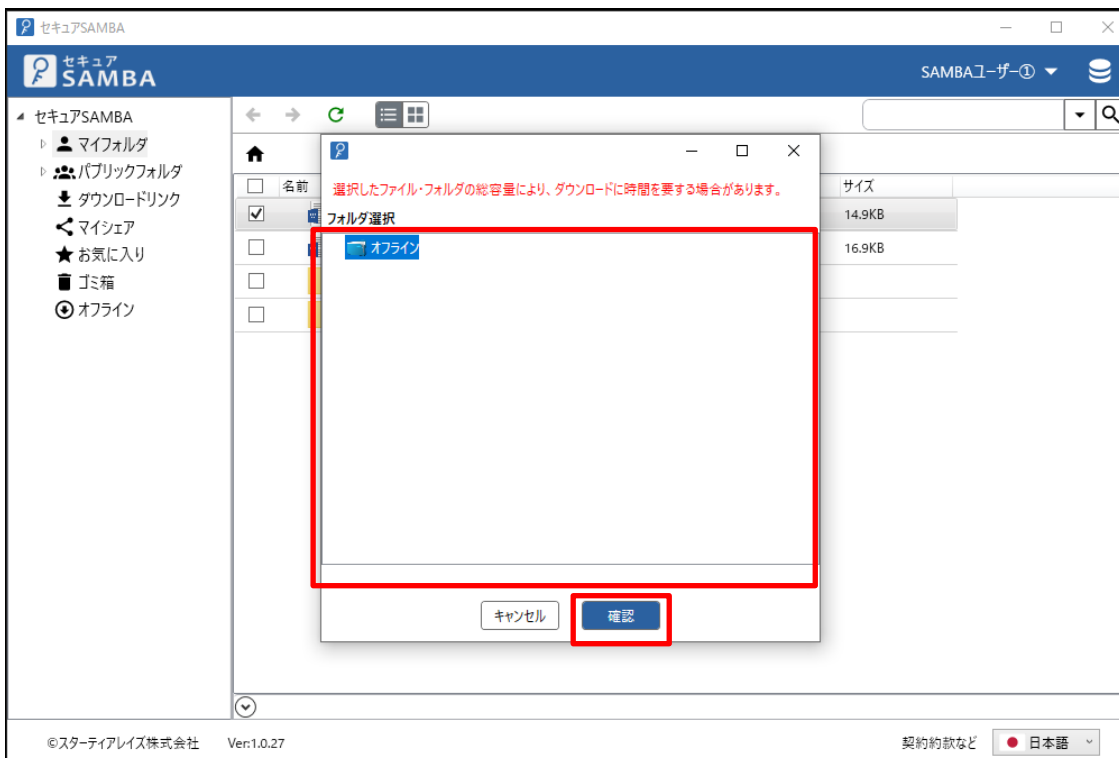 セキュアSAMBA
セキュア
SAMBA
SAMBAユーザー①
セキュアSAMBA
マイフォルダ
パブリックフォルダ
ダウンロードリンク
マイシェア
お気に入り
ゴミ箱
オフライン
名前
サイズ
14.9KB
16.9KB
選択したファイル・フォルダの総容量により、ダウンロードに時間を要する場合があります。
フォルダ選択
オフライン
キャンセル
確認
©スターティアレイズ株式会社
Ver:1.0.27
契約約款など
日本語